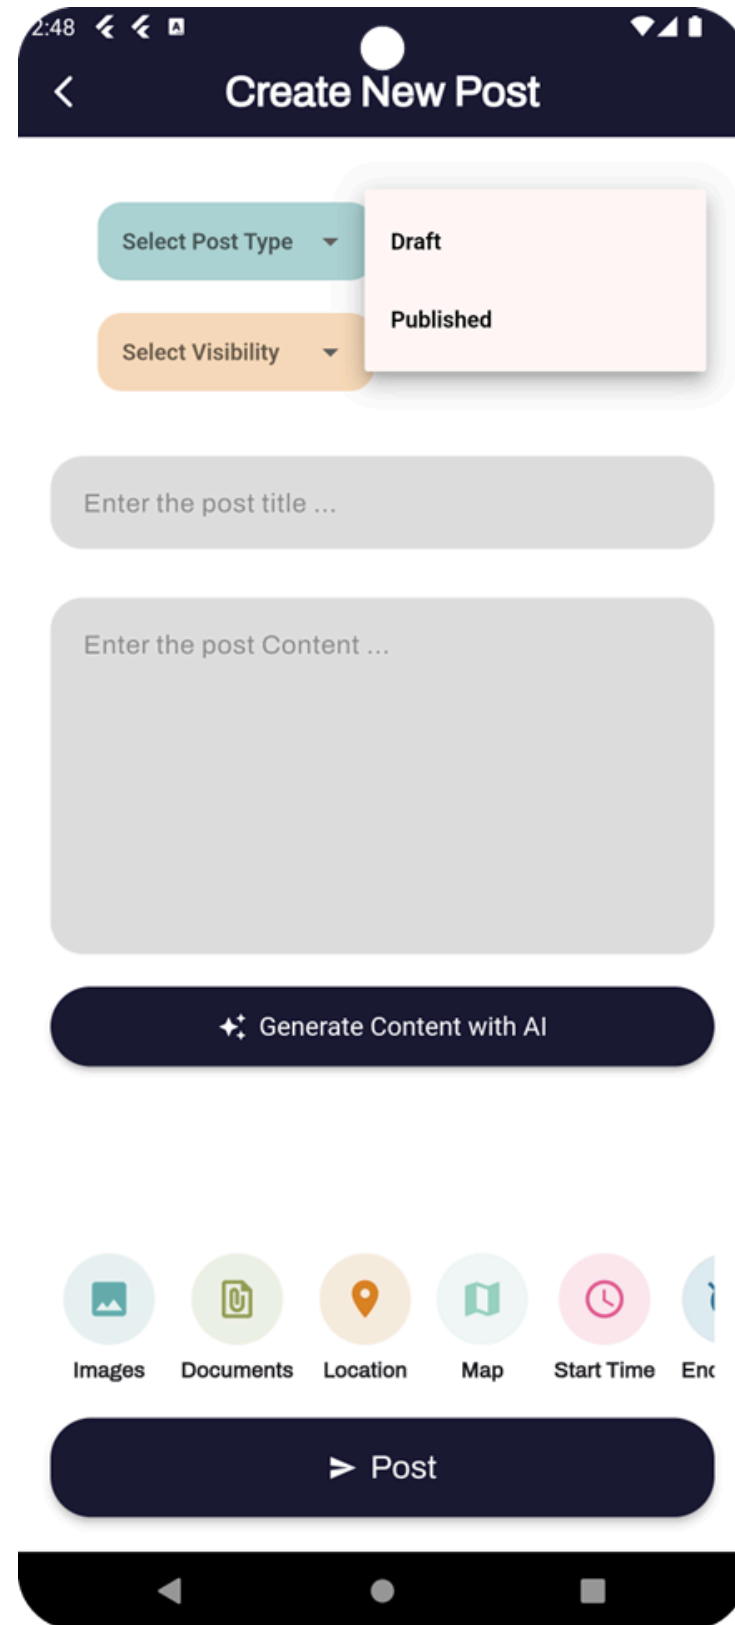 2:48
Create New Post
Select Post Type
Draft
Published
Select Visibility
Enter the post title ...
Enter the post Content ...
Generate Content with AI
Images Documents Location Map Start Time
Post